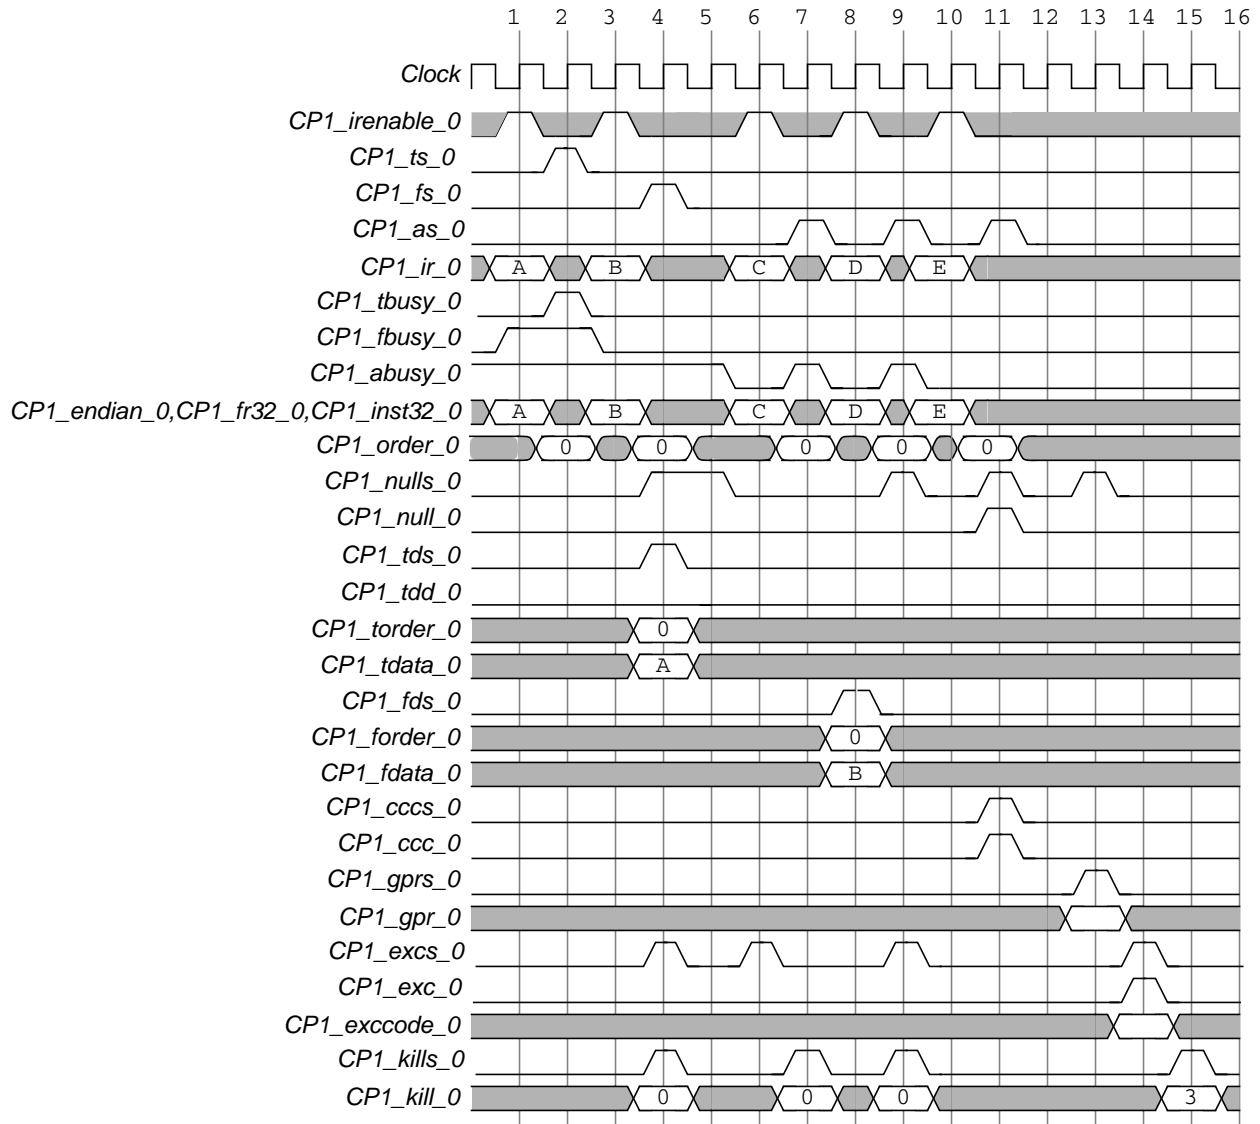 1 2 3 4 5 6 7 8 9 10 11 12 13 14 15 16
Clock
CP1_irenable_0
CP1_ts_0
CP1_fs_0
CP1_as_0
CP1_ir_0 A B C D E
CP1_tbusy_0
CP1_fbusy_0
CP1_abusy_0
CP1_endian_0,CP1_fr32_0,CP1_inst32_0 A B C D E
CP1_order_0 0 0 0 0 0
CP1_nulls_0
CP1_null_0
CP1_tds_0
CP1_tdd_0
CP1_torder_0 0
CP1_tdata_0 A
CP1_fds_0
CP1_forder_0 0
CP1_fdata_0 B
CP1_cccs_0
CP1_ccc_0
CP1_gprs_0
CP1_gpr_0
CP1_excs_0
CP1_exc_0
CP1_exccode_0
CP1_kills_0
CP1_kill_0 0 0 0 3